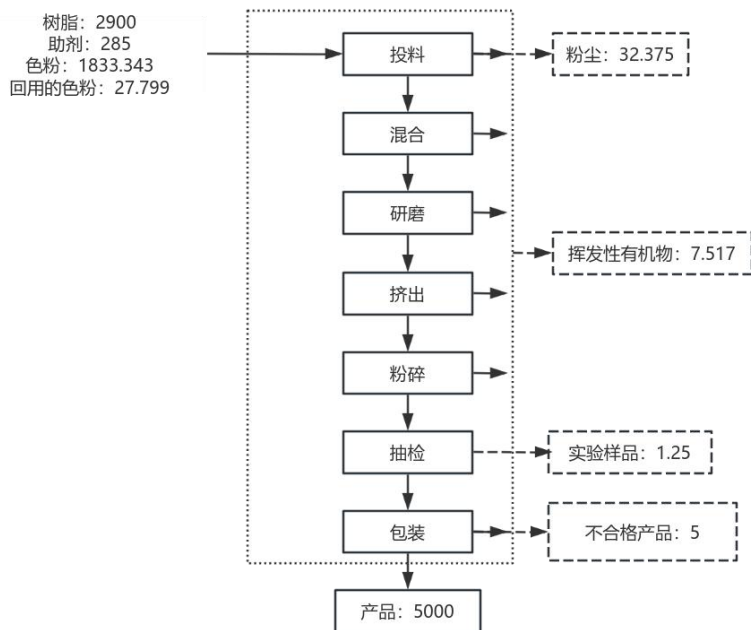 树脂：2900
助剂：285
色粉：1833.343
回用的色粉：27.799
投料
粉尘：32.375
混合
研磨
挥发性有机物：7.517
挤出
粉碎
抽检
实验样品：1.25
包装
不合格产品：5
产品：5000